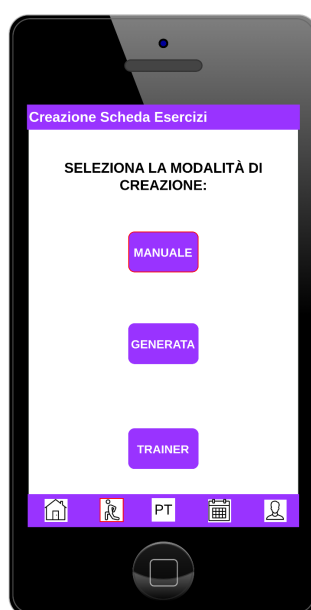 Creazione Scheda Esercizi
SELEZIONA LA MODALITÀ DI
CREAZIONE:
MANUALE
GENERATA
TRAINER
PT